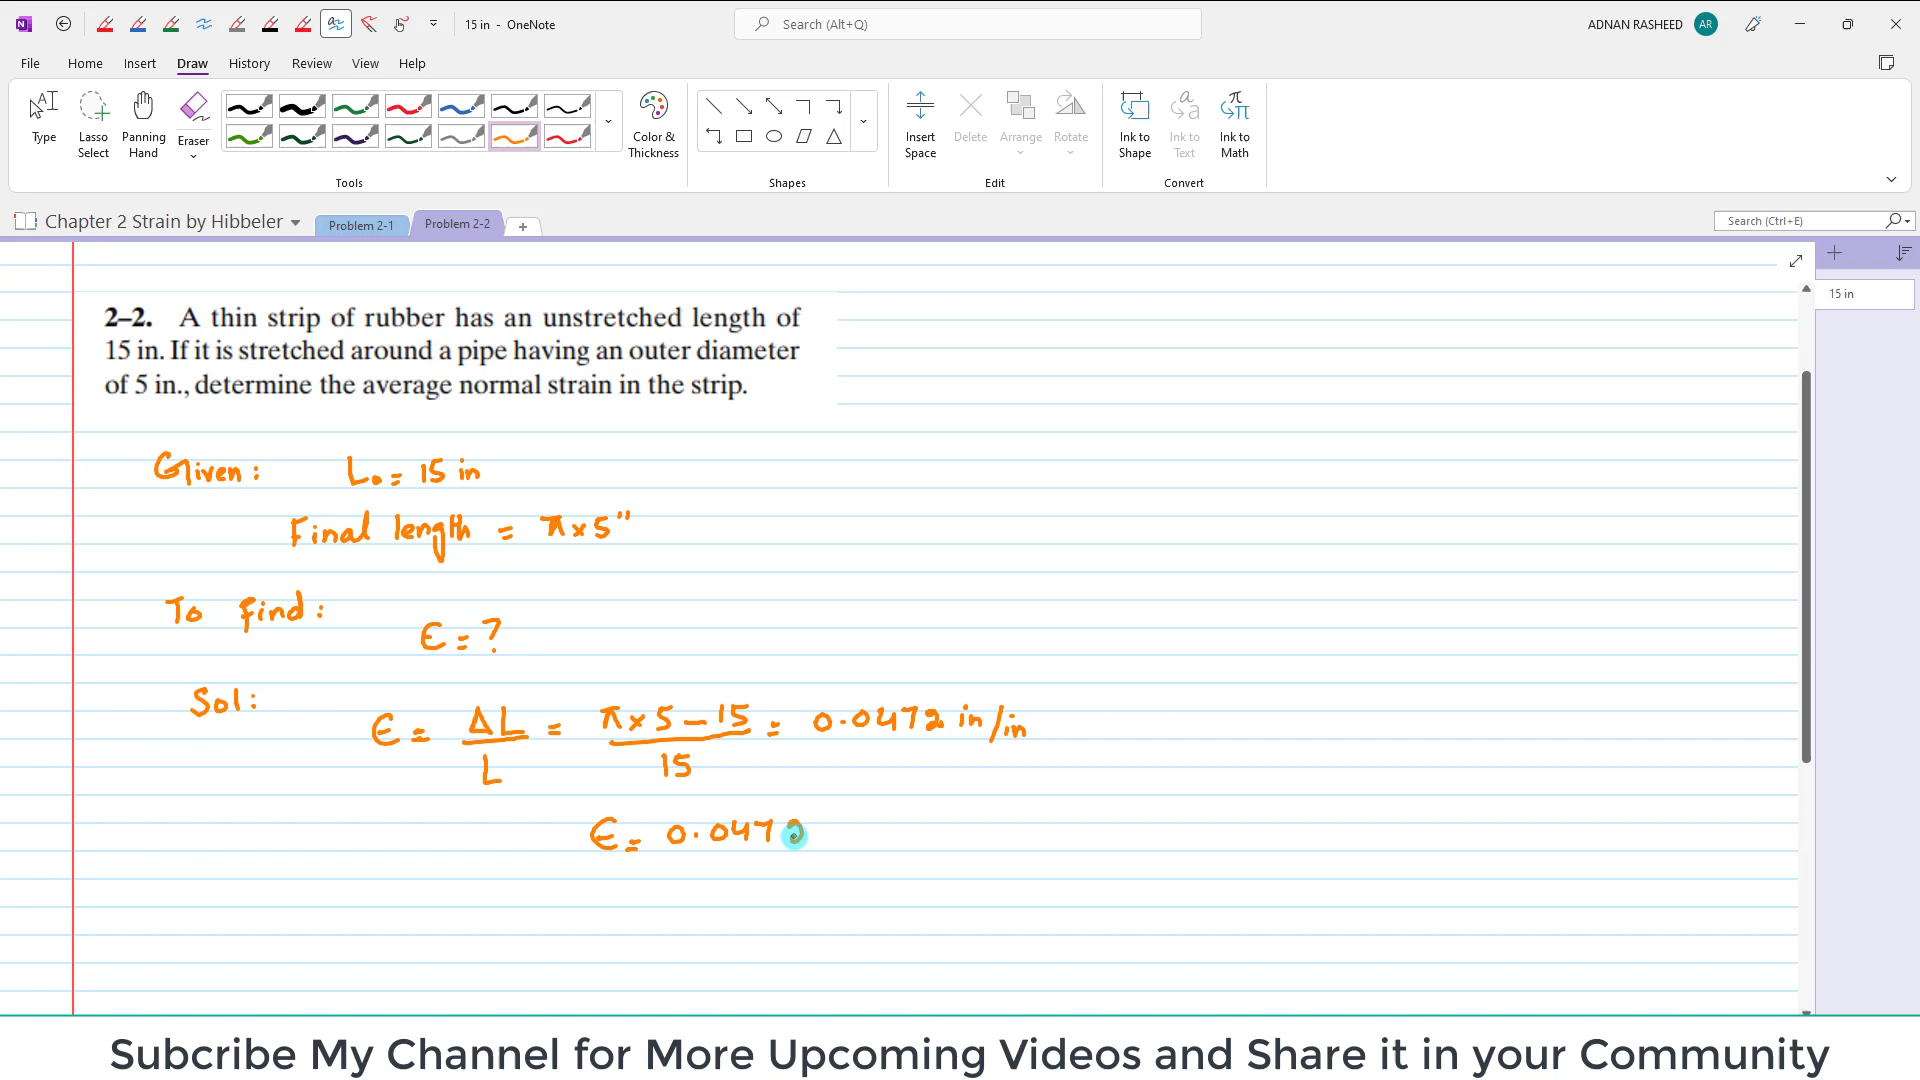 15 in - OneNote
Search (Alt+Q)
ADNAN RASHEED AR
File Home Insert Draw History Review View Help
Type
Lasso Select
Panning Hand
Eraser
Color & Thickness
Insert Space
Delete
Arrange
Rotate
Ink to Shape
Ink to Text
Ink to Math
Tools
Shapes
Edit
Convert
Chapter 2 Strain by Hibbeler
Problem 2-1
Problem 2-2
Search (Ctrl+E)
15 in
2–2. A thin strip of rubber has an unstretched length of
15 in. If it is stretched around a pipe having an outer diameter
of 5 in., determine the average normal strain in the strip.
Given: L₀ = 15 in
Final length = π × 5"
To find:
ϵ = ?
Sol:
ϵ = ΔL / L = π × 5 – 15 / 15 = 0.0472 in/in
ϵ = 0.0472
Subcribe My Channel for More Upcoming Videos and Share it in your Community